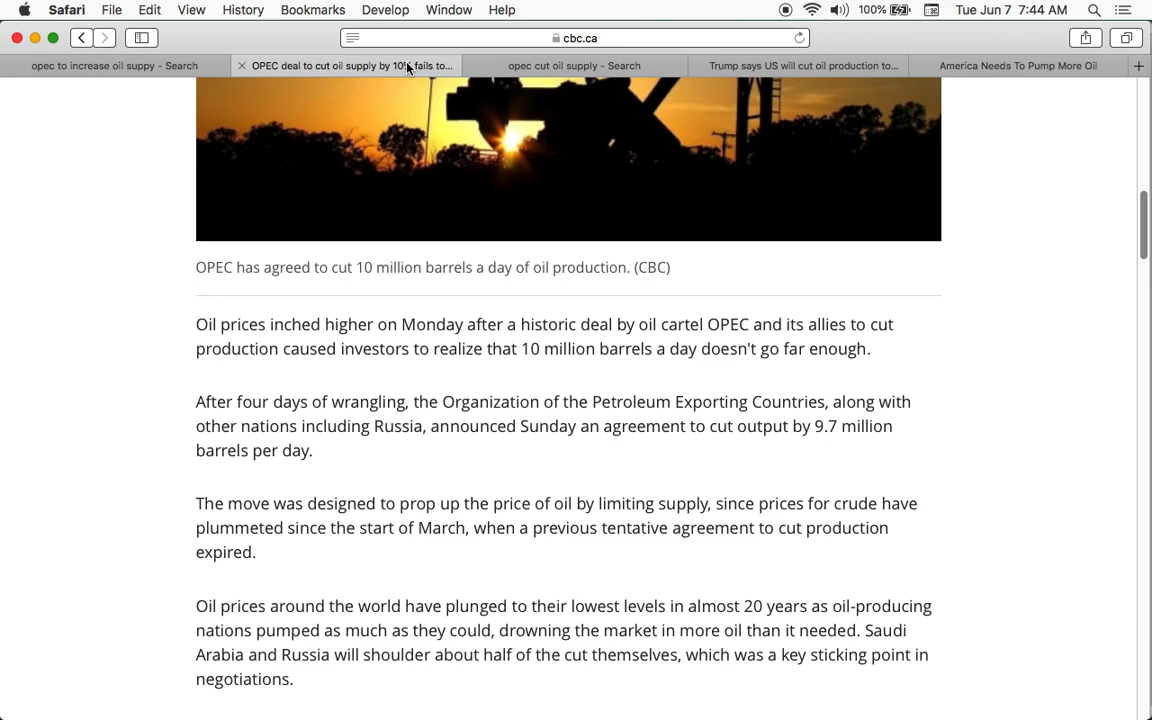 Safari File Edit View History Bookmarks Develop Window Help 100% Tue Jun 7 7:44 AM
cbc.ca
opec to increase oil suppy - Search OPEC deal to cut oil supply by 10% fails to... opec cut oil supply - Search Trump says US will cut oil production to... America Needs To Pump More Oil
OPEC has agreed to cut 10 million barrels a day of oil production. (CBC)
Oil prices inched higher on Monday after a historic deal by oil cartel OPEC and its allies to cut
production caused investors to realize that 10 million barrels a day doesn't go far enough.
After four days of wrangling, the Organization of the Petroleum Exporting Countries, along with
other nations including Russia, announced Sunday an agreement to cut output by 9.7 million
barrels per day.
The move was designed to prop up the price of oil by limiting supply, since prices for crude have
plummeted since the start of March, when a previous tentative agreement to cut production
expired.
Oil prices around the world have plunged to their lowest levels in almost 20 years as oil-producing
nations pumped as much as they could, drowning the market in more oil than it needed. Saudi
Arabia and Russia will shoulder about half of the cut themselves, which was a key sticking point in
negotiations.